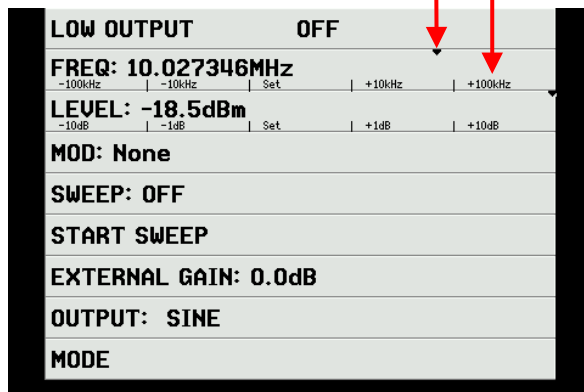 LOW OUTPUT OFF
FREQ: 10.027346MHz
-100kHz | -10kHz | Set | +10kHz | +100kHz
LEVEL: -18.5dBm
-10dB | -1dB | Set | +1dB | +10dB
MOD: None
SWEEP: OFF
START SWEEP
EXTERNAL GAIN: 0.0dB
OUTPUT: SINE
MODE